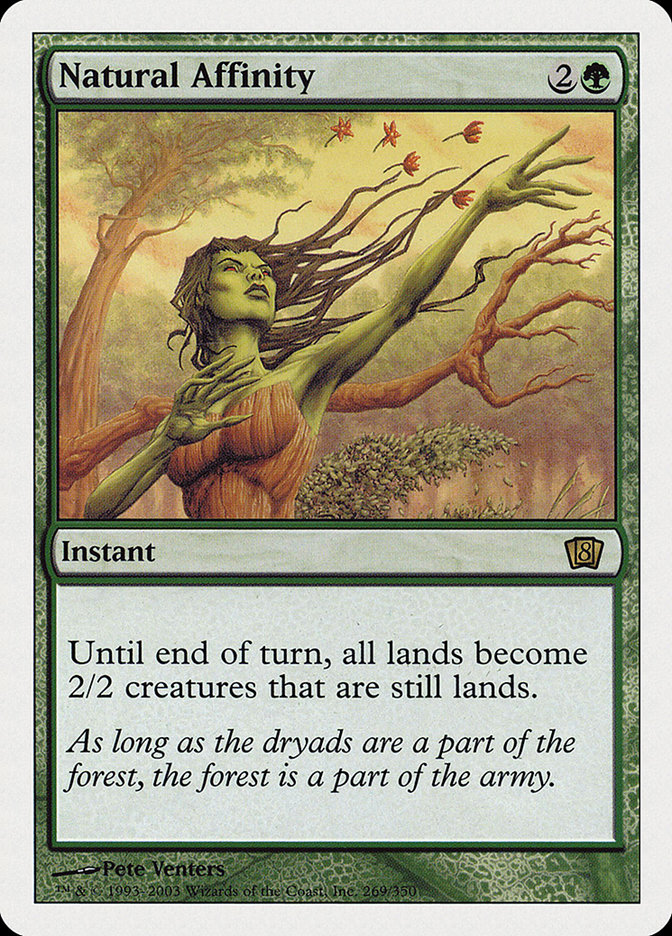 Natural Affinity 2
Instant 8
Until end of turn, all lands become
2/2 creatures that are still lands.
As long as the dryads are a part of the
forest, the forest is a part of the army.
Pete Venters
™ & © 1993–2003 Wizards of the Coast, Inc. 269/350